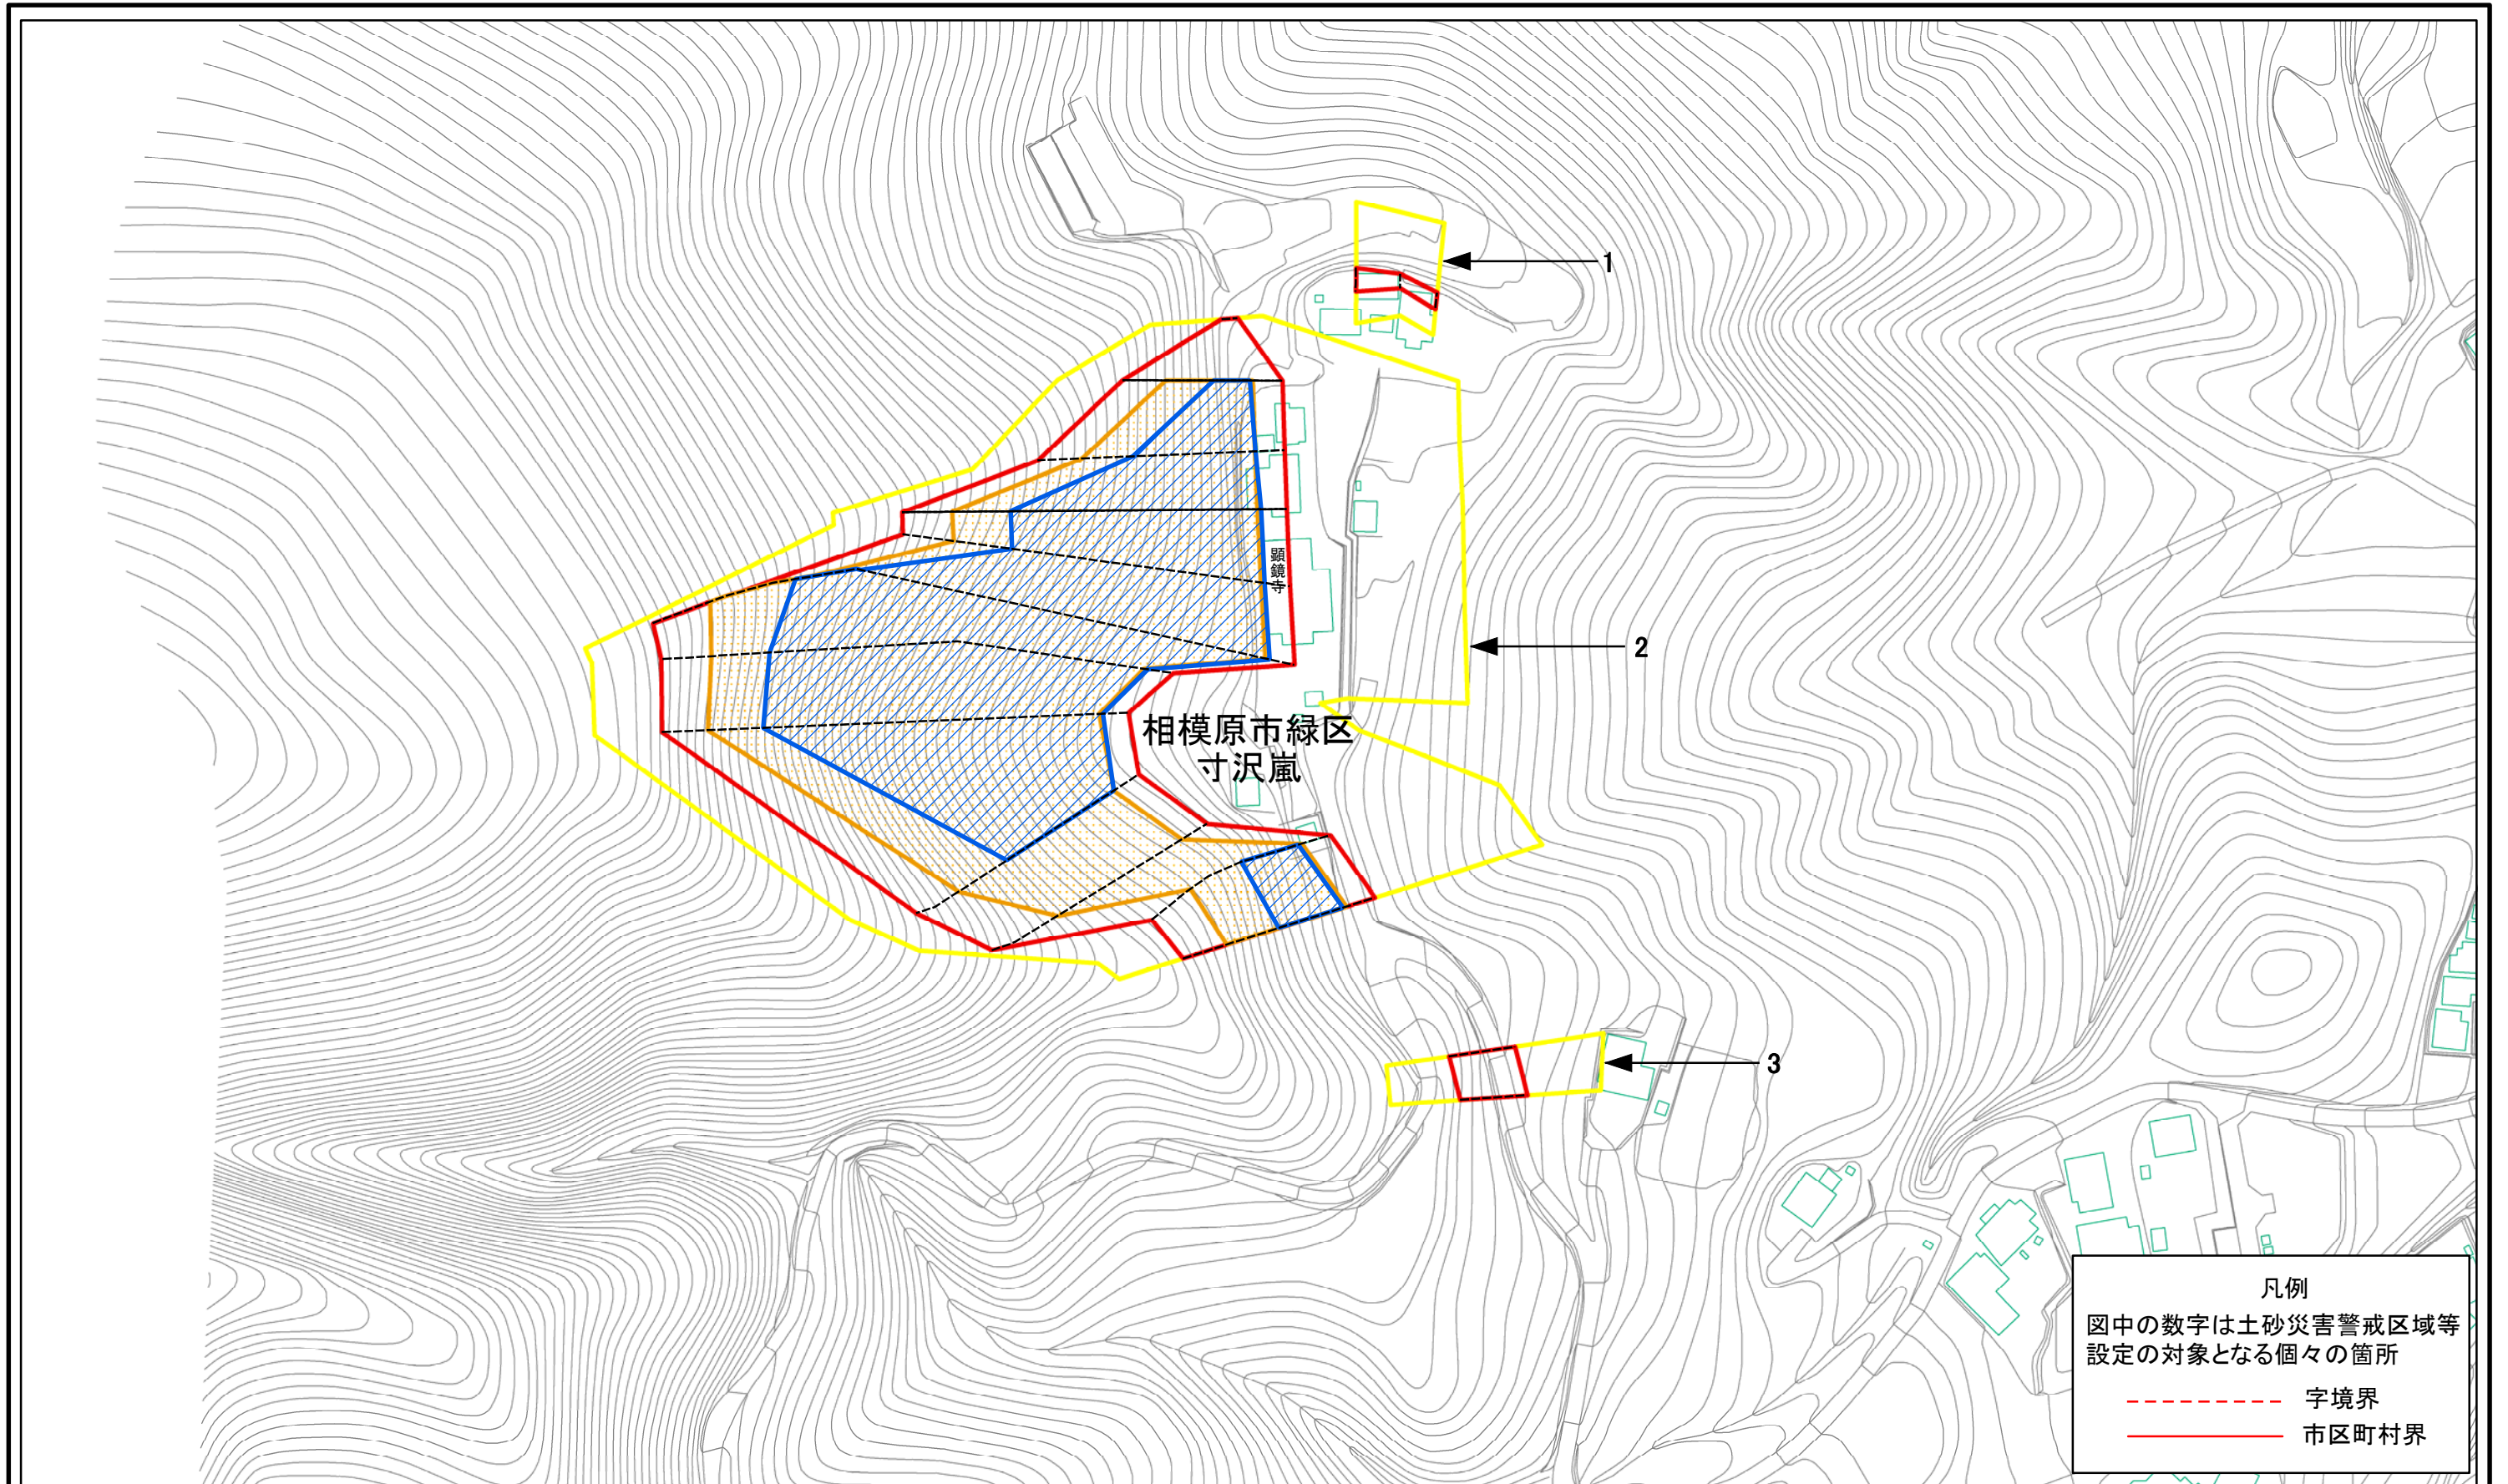 1
顕鏡寺
2
相模原市緑区
寸沢嵐
3
凡例
図中の数字は土砂災害警戒区域等
設定の対象となる個々の箇所
字境界
市区町村界